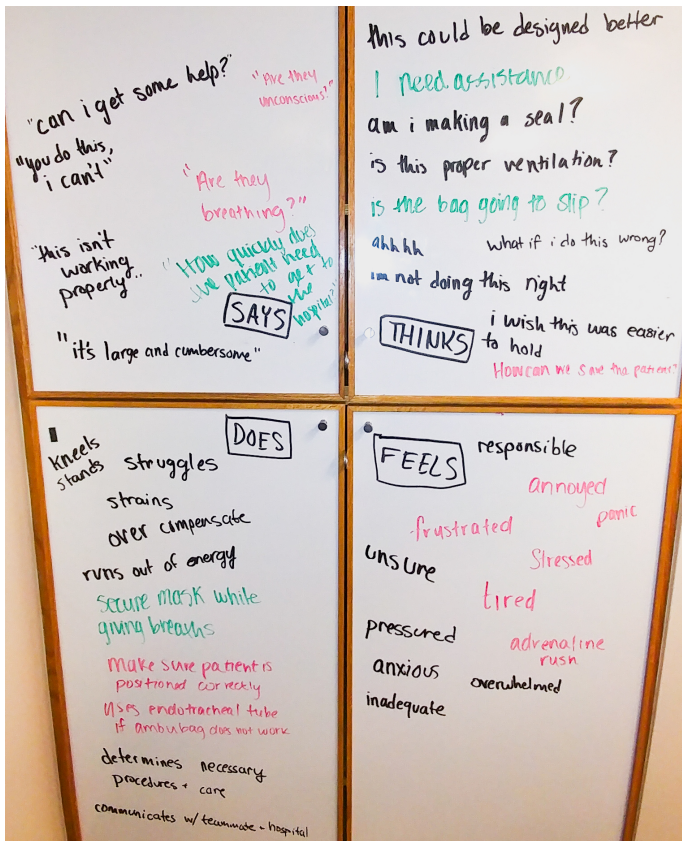 "can i get some help?"
"Are they
unconscious?"
"you do this,
i can't"
"Are they
breathing?"
"this isn't
working
properly..
"How quickly does
the patient need
to get to
the
hospital?"
SAYS
"it's large and cumbersome"
this could be designed better
I need assistance
am i making a seal?
is this proper ventilation?
is the bag going to slip?
ahhhh
what if i do this wrong?
im not doing this right
THINKS
i wish this was easier
to hold
How can we save the patient?
DOES
kneels
stands
struggles
strains
over compensate
runs out of energy
secure mask while
giving breaths
make sure patient is
positioned correctly
uses endotracheal tube
if ambubag does not work
determines necessary
procedures + care
communicates w/ teammate + hospital
FEELS
responsible
annoyed
panic
frustrated
unsure
Stressed
tired
pressured
adrenaline
rush
anxious
overwhelmed
inadequate